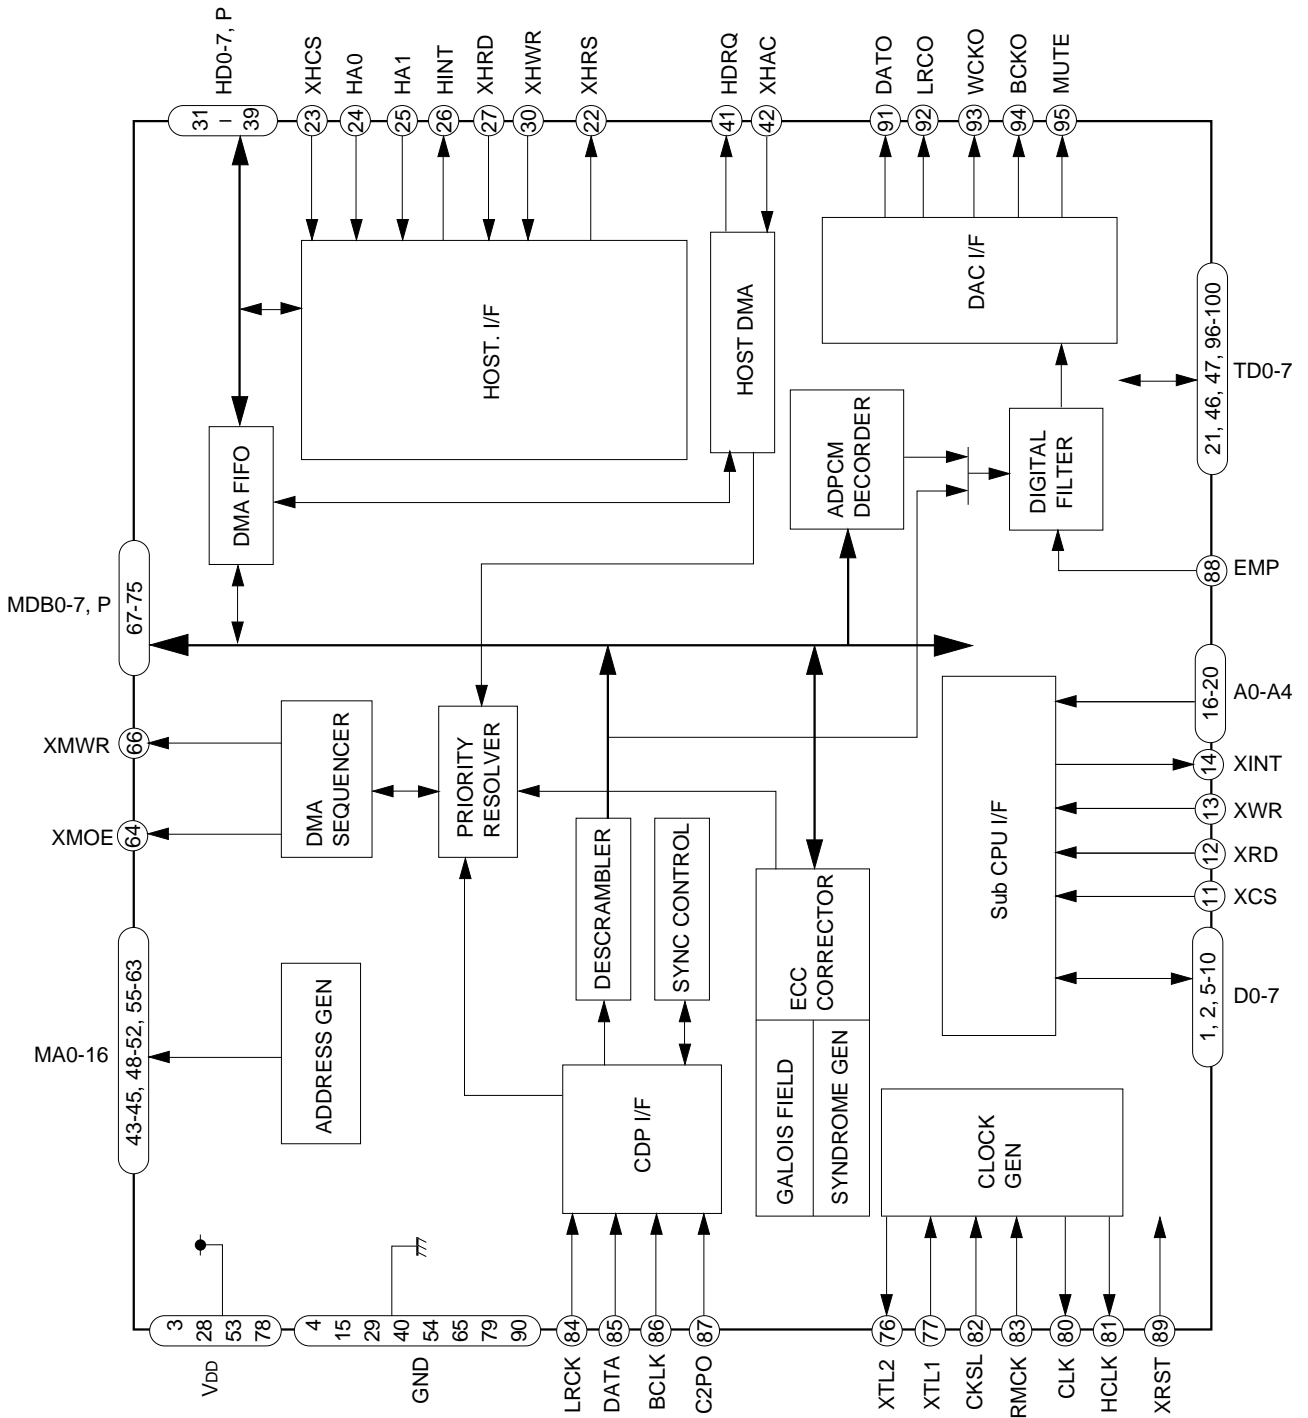 HD0-7, P
XHCS
HA0
HA1
HINT
XHRD
XHWR
XHRS
HDRQ
XHAC
DATO
LRCO
WCKO
BCKO
MUTE
31
–
39
23
24
25
26
27
30
22
41
42
91
92
93
94
95
HOST. I/F
HOST DMA
DAC I/F
DMA FIFO
ADPCM
DECORDER
DIGITAL
FILTER
21, 46, 47, 96-100
TD0-7
88
EMP
MDB0-7, P
67-75
XMWR
66
XMOE
64
MA0-16
43-45, 48-52, 55-63
DMA
SEQUENCER
PRIORITY
RESOLVER
DESCRAMBLER
SYNC CONTROL
ECC
CORRECTOR
GALOIS FIELD
SYNDROME GEN
Sub CPU I/F
16-20
A0-A4
14
XINT
13
XWR
12
XRD
11
XCS
1, 2, 5-10
D0-7
ADDRESS GEN
CDP I/F
CLOCK
GEN
3
28
53
78
4
15
29
40
54
65
79
90
84
85
86
87
76
77
82
83
80
81
89
VDD
GND
LRCK
DATA
BCLK
C2PO
XTL2
XTL1
CKSL
RMCK
CLK
HCLK
XRST